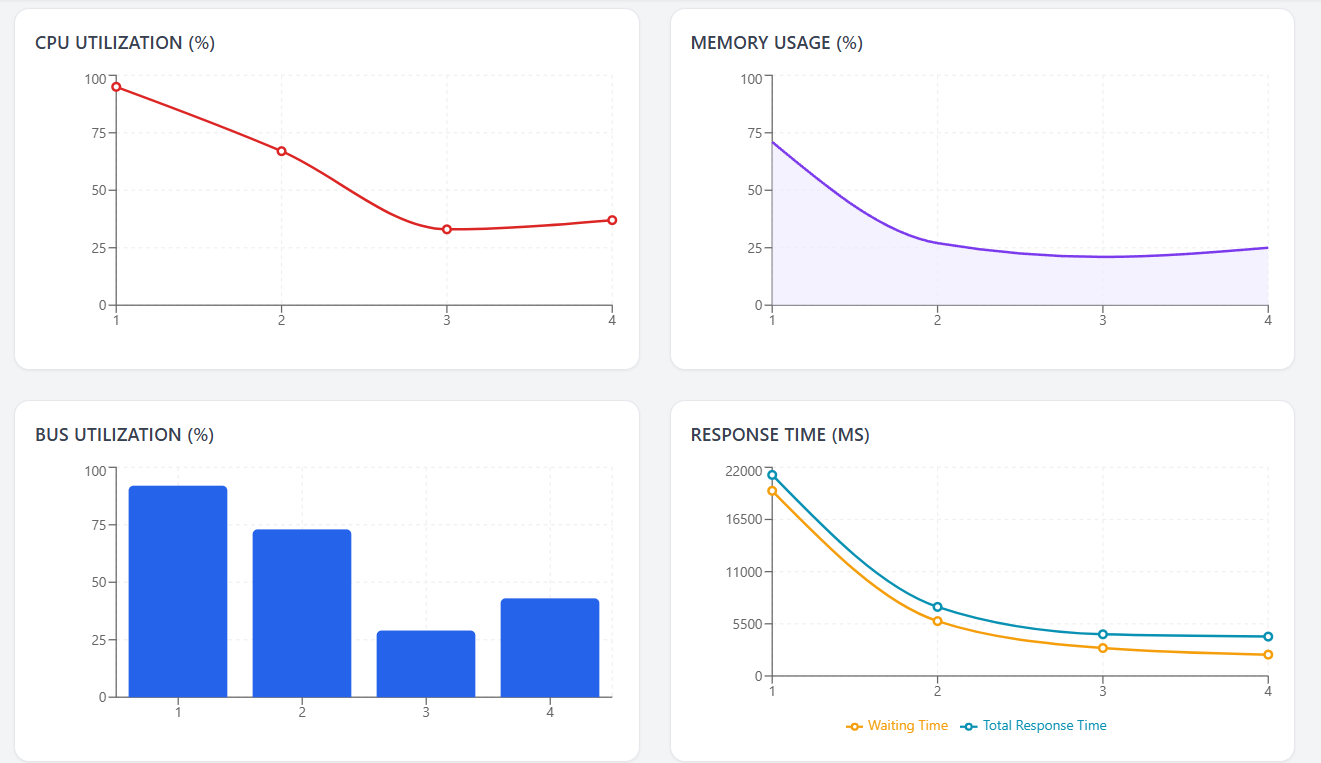 CPU UTILIZATION (%)
100
75
50
25
0
1 2 3 4
MEMORY USAGE (%)
100
75
50
25
0
1 2 3 4
BUS UTILIZATION (%)
100
75
50
25
0
1 2 3 4
RESPONSE TIME (MS)
22000
16500
11000
5500
0
1 2 3 4
Waiting Time Total Response Time